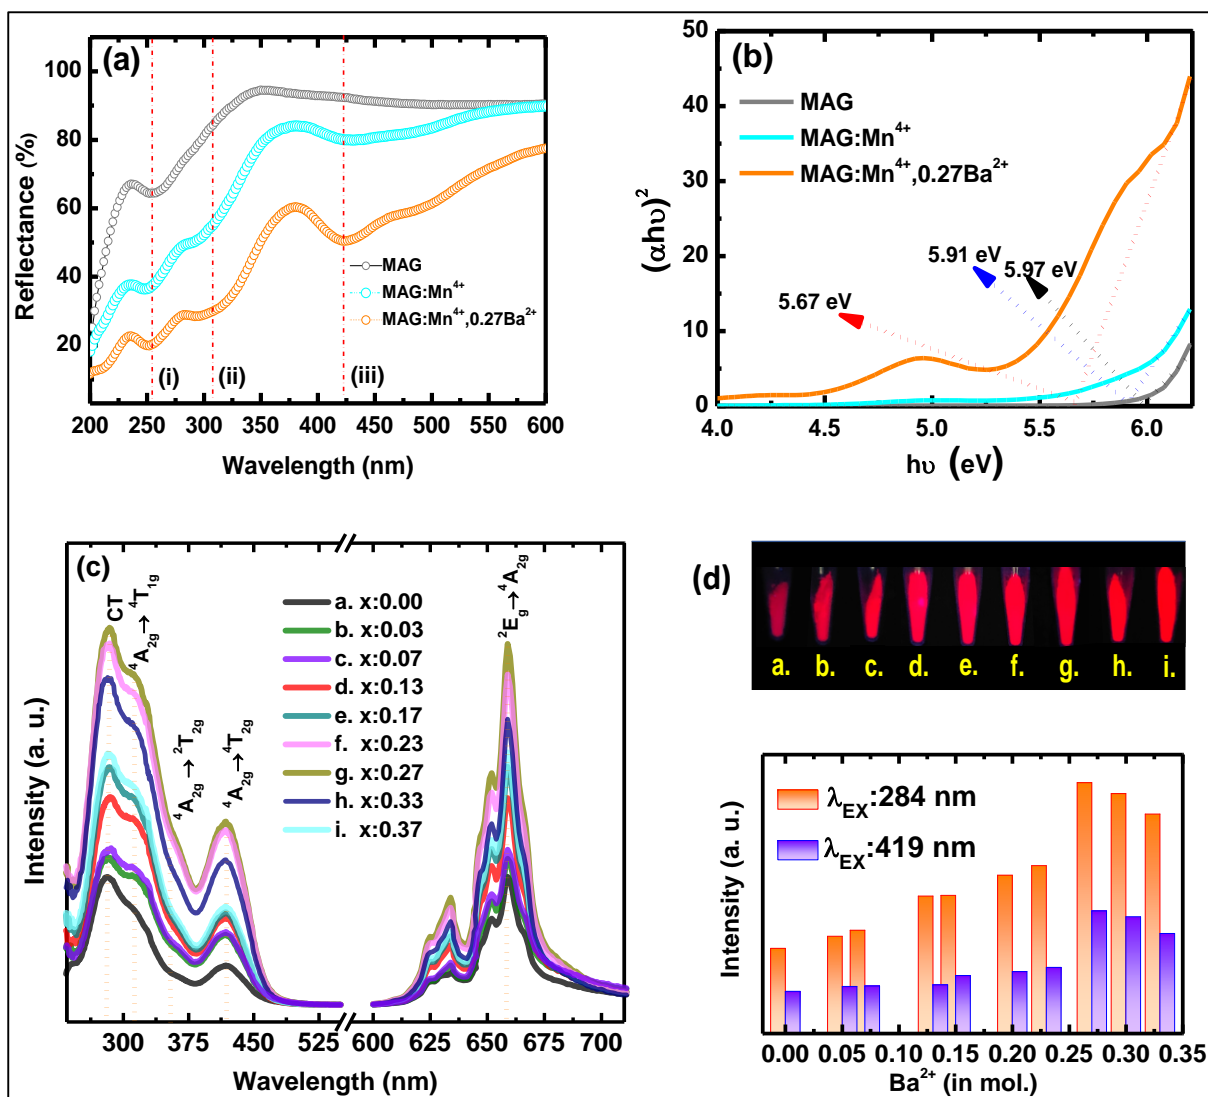 (a)
Reflectance (%)
100
80
60
40
20
MAG
MAG:Mn⁴⁺
MAG:Mn⁴⁺,0.27Ba²⁺
(i)
(ii)
(iii)
200 250 300 350 400 450 500 550 600
Wavelength (nm)
(b)
(αhυ)²
50
40
30
20
10
0
MAG
MAG:Mn⁴⁺
MAG:Mn⁴⁺,0.27Ba²⁺
5.91 eV
5.97 eV
5.67 eV
4.0 4.5 5.0 5.5 6.0
hυ (eV)
(c)
Intensity (a. u.)
CT
⁴A₂g→⁴T₁g
⁴A₂g→²T₂g
⁴A₂g→⁴T₂g
²Eg→⁴A₂g
a. x:0.00
b. x:0.03
c. x:0.07
d. x:0.13
e. x:0.17
f. x:0.23
g. x:0.27
h. x:0.33
i. x:0.37
300 375 450 525 600 625 650 675 700
Wavelength (nm)
(d)
a. b. c. d. e. f. g. h. i.
Intensity (a. u.)
λEX:284 nm
λEX:419 nm
0.00 0.05 0.10 0.15 0.20 0.25 0.30 0.35
Ba²⁺ (in mol.)